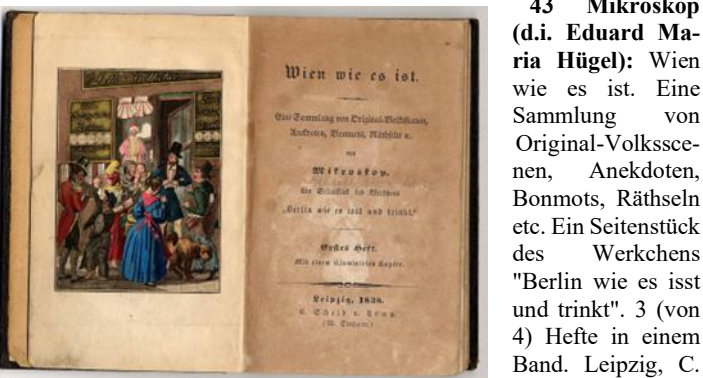 Wien wie es ist.
Eine Sammlung von Original-Volksscenen,
Anekdoten, Bonmots, Räthseln ꝛc.
von
Mikroskop.
Ein Seitenstück des Werkchens
„Berlin wie es isst und trinkt."
Erstes Heft.
Mit einem illuminirten Kupfer.
Leipzig, 1838.
43 Mikroskop
(d.i. Eduard Ma-
ria Hügel): Wien
wie es ist. Eine
Sammlung von
Original-Volkssce-
nen, Anekdoten,
Bonmots, Räthseln
etc. Ein Seitenstück
des Werkchens
"Berlin wie es isst
und trinkt". 3 (von
4) Hefte in einem
Band. Leipzig, C.